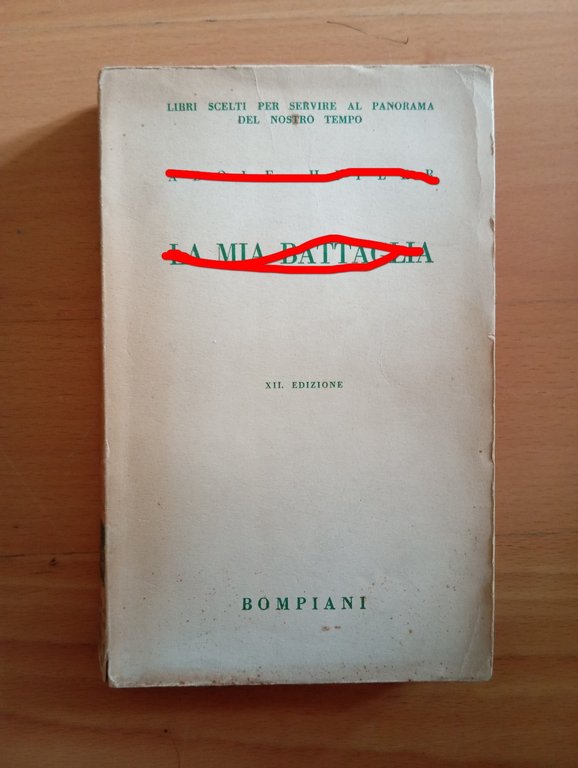 LIBRI SCELTI PER SERVIRE AL PANORAMA
DEL NOSTRO TEMPO
LA MIA BATTAGLIA
XII. EDIZIONE
BOMPIANI